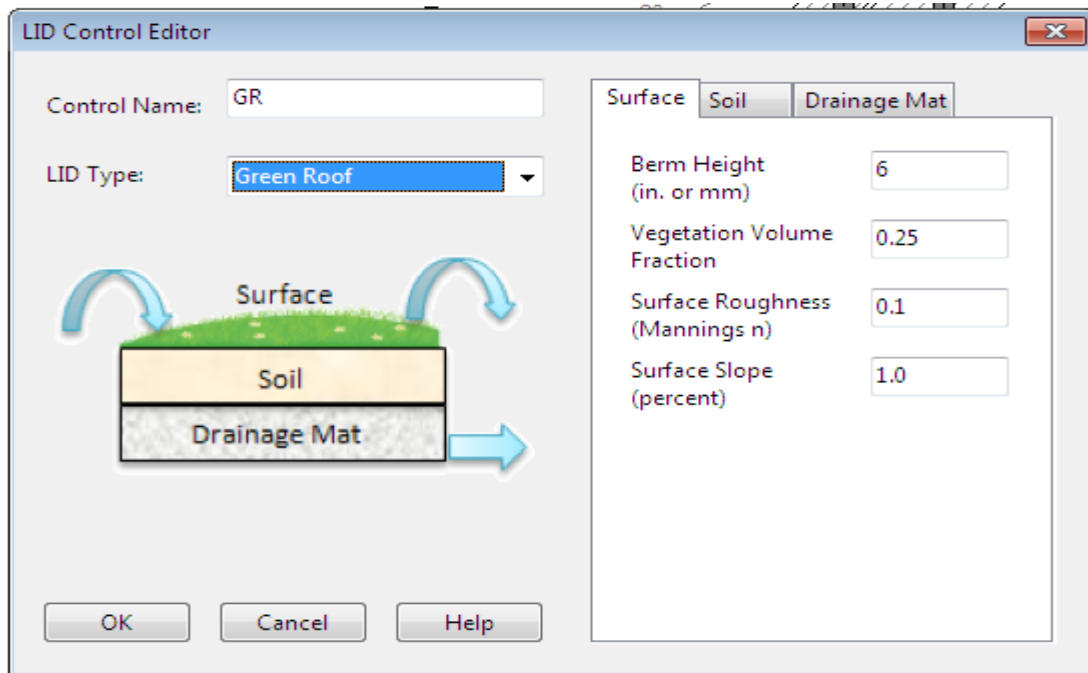 LID Control Editor
Control Name:
GR
LID Type:
Green Roof
Surface
Soil
Drainage Mat
OK
Cancel
Help
Surface
Soil
Drainage Mat
Berm Height
(in. or mm)
6
Vegetation Volume
Fraction
0.25
Surface Roughness
(Mannings n)
0.1
Surface Slope
(percent)
1.0